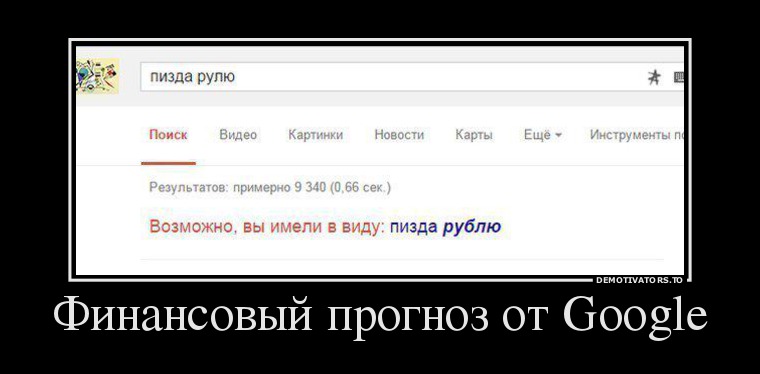 пизда рулю
Поиск Видео Картинки Новости Карты Ещё Инструменты по
Результатов: примерно 9 340 (0,66 сек.)
Возможно, вы имели в виду: пизда рублю
DEMOTIVATORS.TO
Финансовый прогноз от Google